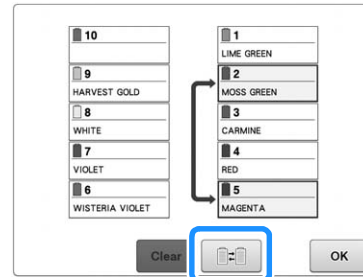 10
9
HARVEST GOLD
8
WHITE
7
VIOLET
6
WISTERIA VIOLET
1
LIME GREEN
2
MOSS GREEN
3
CARMINE
4
RED
5
MAGENTA
Clear
OK